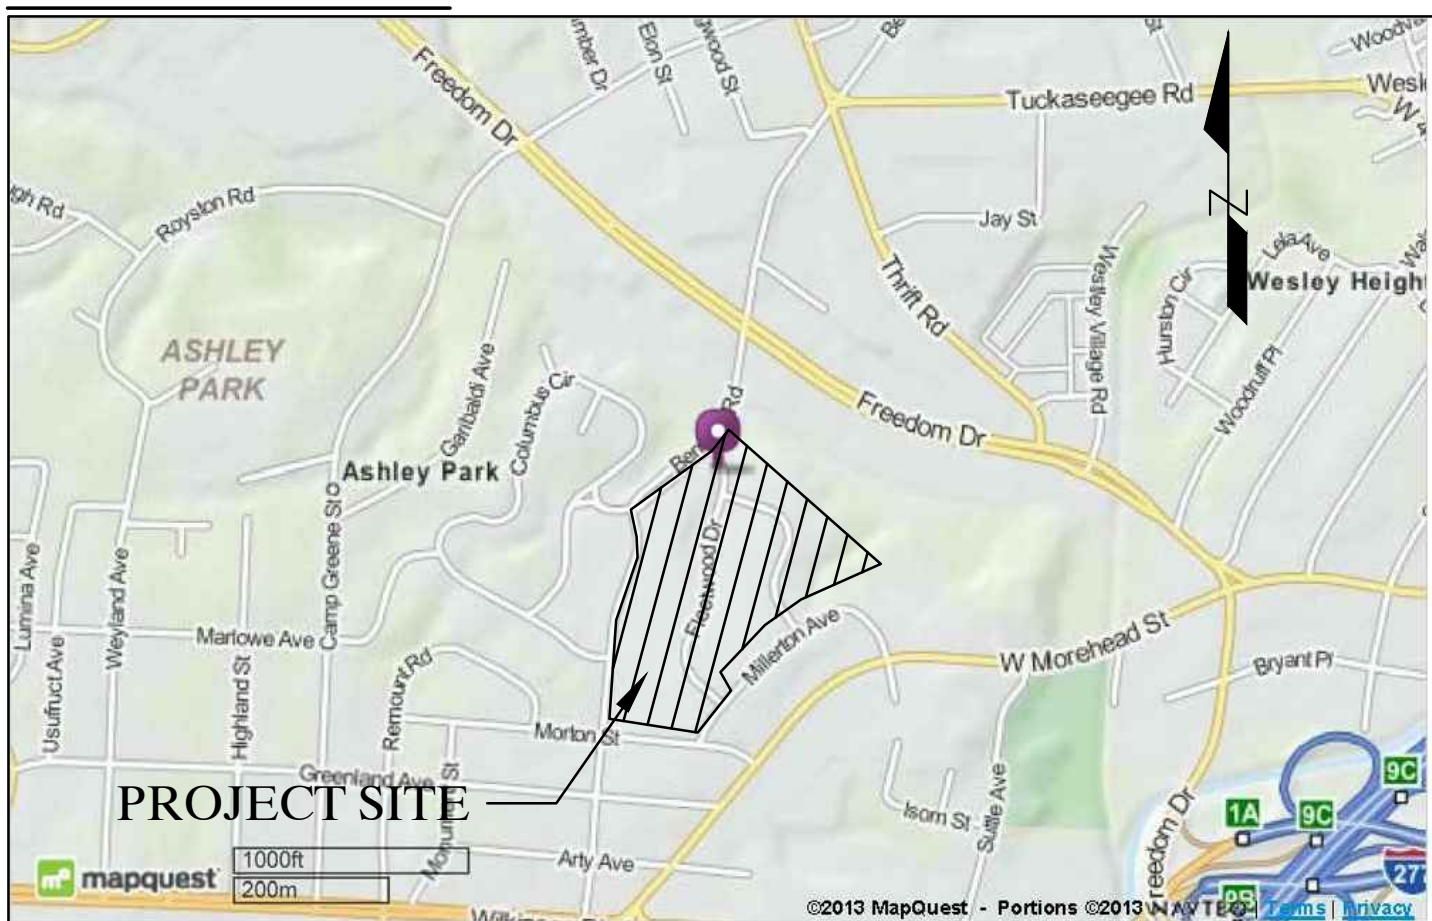 Elon St
Freedom Dr
Tuckaseegee Rd
Royston Rd
Jay St
Lela Ave
Wesley Heigh
Thrift Rd
Westley Village Rd
Hurston Cir
ASHLEY
PARK
Garibaldi Ave
Columbus Cir
Woodruff Pl
Rd
Freedom Dr
Ashley Park
Camp Greene St
Fleetwood Dr
Lumina Ave
Weyland Ave
Marlowe Ave
Millerton Ave
W Morehead St
Usufruct Ave
Highland St
Remount Rd
Bryant Pl
Morton St
Greenland Ave
PROJECT SITE
Isom St
Suttle Ave
Freedom Dr
9C
1A
9C
Arty Ave
1000ft
mapquest
200m
27
N
©2013 MapQuest - Portions ©2013 NAVTEQ | Terms | Privacy